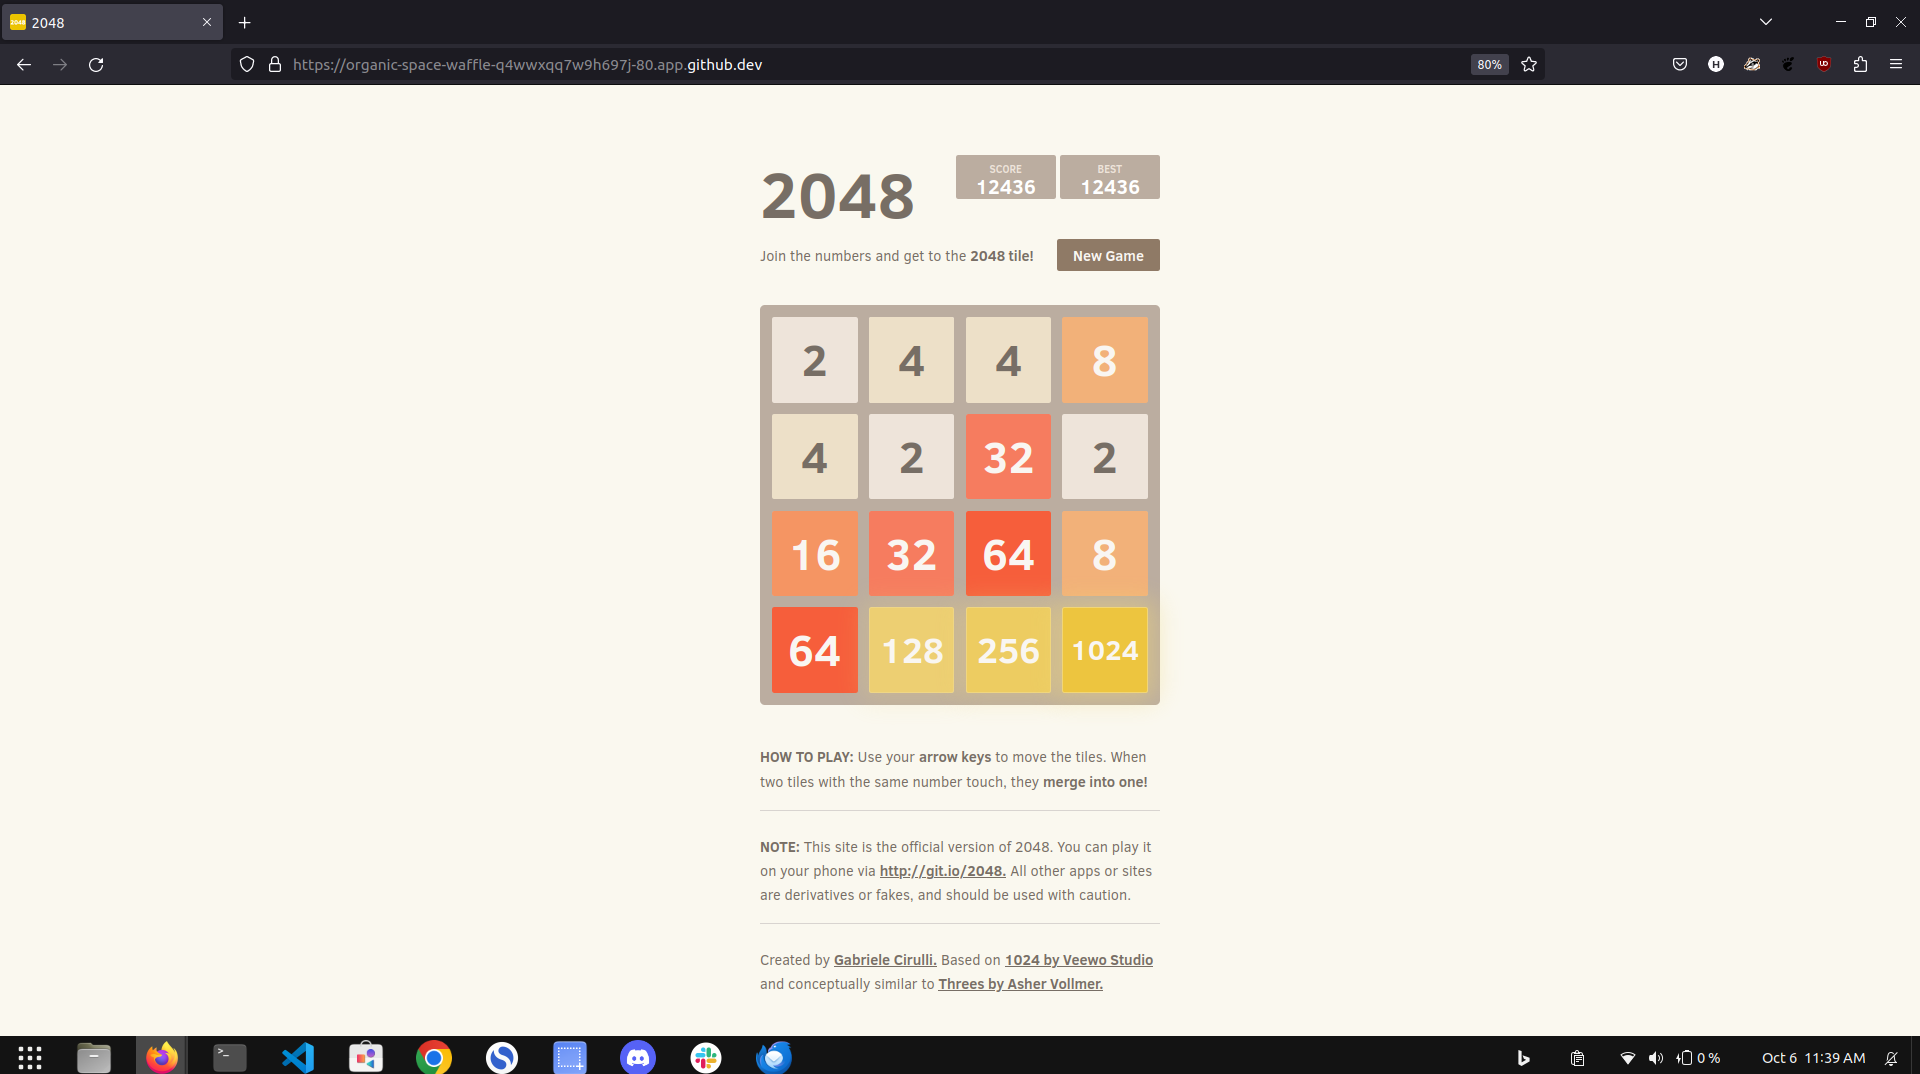 2048
https://organic-space-waffle-q4wwxqq7w9h697j-80.app.github.dev
80%
2048
SCORE
12436
BEST
12436
Join the numbers and get to the 2048 tile!
New Game
2 4 4 8
4 2 32 2
16 32 64 8
64 128 256 1024
HOW TO PLAY: Use your arrow keys to move the tiles. When
two tiles with the same number touch, they merge into one!
NOTE: This site is the official version of 2048. You can play it
on your phone via http://git.io/2048. All other apps or sites
are derivatives or fakes, and should be used with caution.
Created by Gabriele Cirulli. Based on 1024 by Veewo Studio
and conceptually similar to Threes by Asher Vollmer.
0 %
Oct 6 11:39 AM